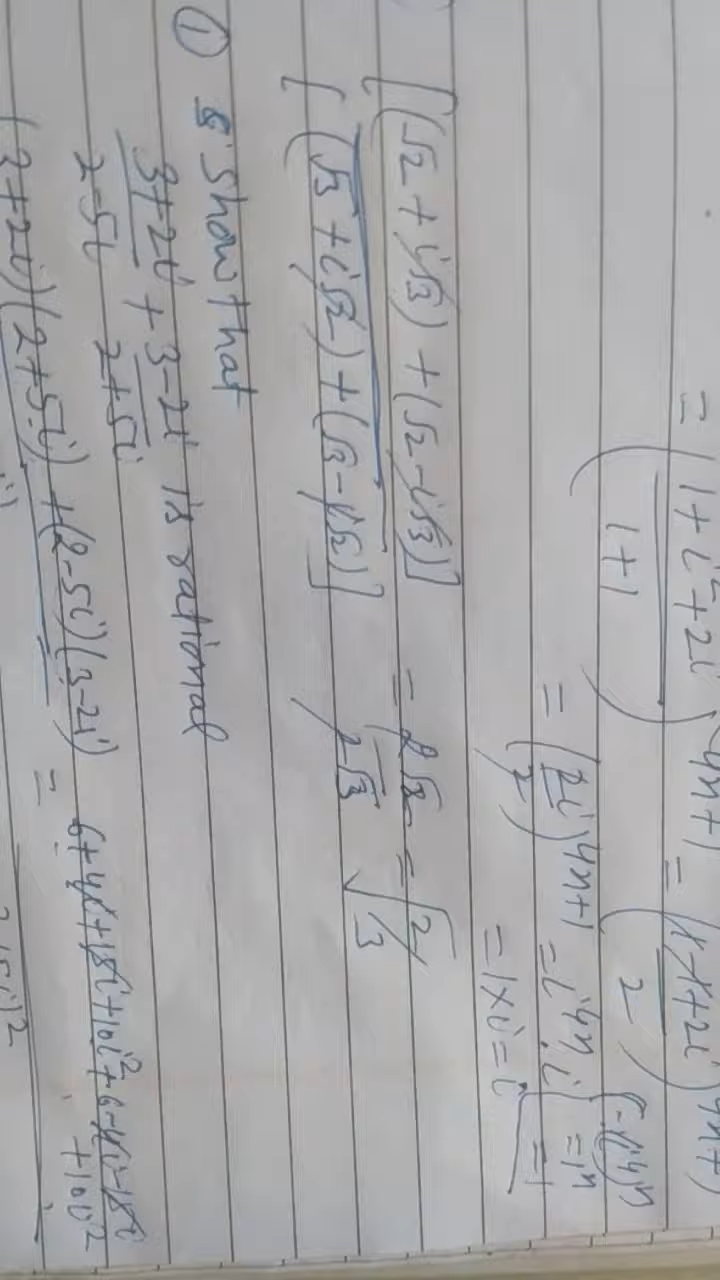 = (1+i²+2i / 1+1)^4n+1 = (1-1+2i / 2)^4n+1
= (2i / 2)^4n+1 = i^4n . i
= 1×i = i
(i^4)^n = 1^n = 1
[(√2 + i√3) + (√2 - i√3)] / [(√3 + i√2) + (√3 - i√2)] = 2√2 / 2√3 = √2/3
① Show that
3+2i / 2-5i + 3-2i / 2+5i is rational
(3+2i)(2+5i) + (2-5i)(3-2i) = 6+4i+15i+10i²+6-4i-15i+10i²